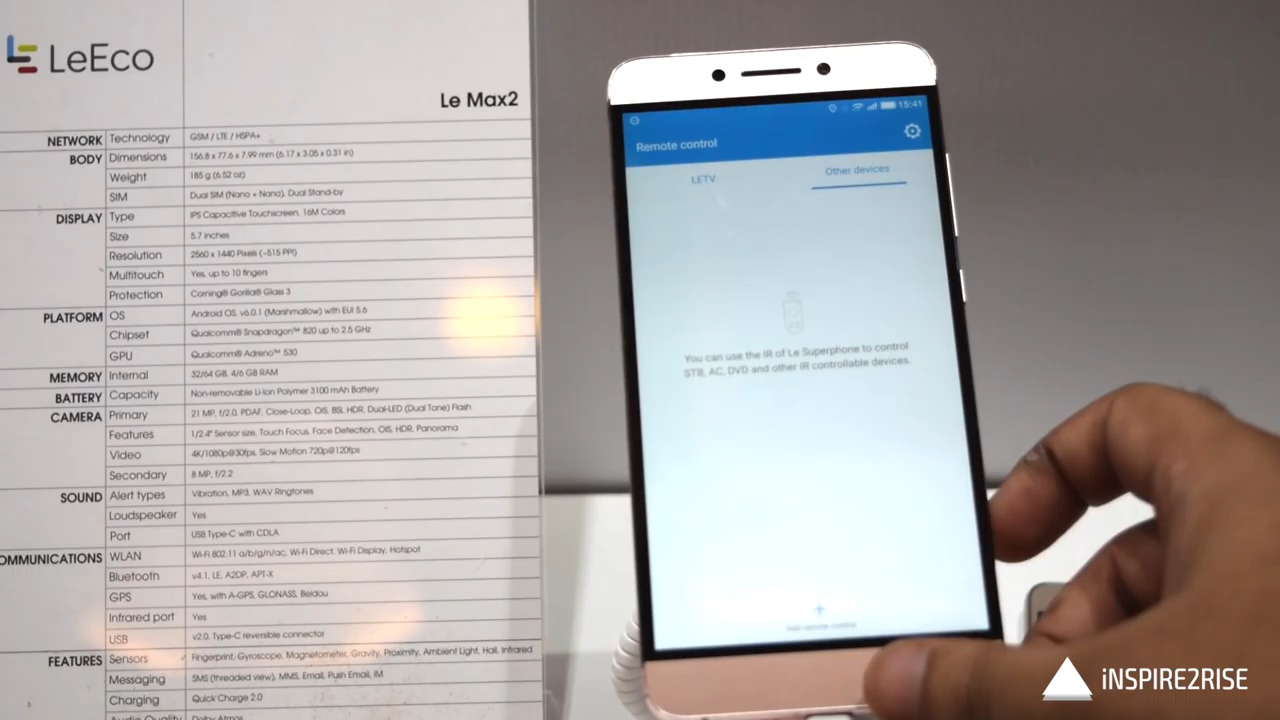 LeEco
Le Max2
NETWORK Technology GSM / LTE / HSPA+
BODY Dimensions 156.8 x 77.6 x 7.99 mm (6.17 x 3.05 x 0.31 in)
Weight 185 g (6.52 oz)
SIM Dual SIM (Nano + Nano), Dual Stand-by
DISPLAY Type IPS Capacitive Touchscreen, 16M Colors
Size 5.7 inches
Resolution 2560 x 1440 Pixels (~515 PPI)
Multitouch Yes, up to 10 fingers
Protection Corning® Gorilla® Glass 3
PLATFORM OS Android OS, v6.0.1 (Marshmallow) with EUI 5.6
Chipset Qualcomm® Snapdragon™ 820 up to 2.5 GHz
GPU Qualcomm® Adreno™ 530
MEMORY Internal 32/64 GB, 4/6 GB RAM
BATTERY Capacity Non-removable Li-Ion Polymer 3100 mAh Battery
CAMERA Primary 21 MP, f/2.0, PDAF, Close-Loop, OIS, BSI, HDR, Dual-LED (Dual Tone) Flash
Features 1/2.4" Sensor size, Touch Focus, Face Detection, OIS, HDR, Panorama
Video 4K/1080p@30fps, Slow Motion 720p@120fps
Secondary 8 MP, f/2.2
SOUND Alert types Vibration, MP3, WAV Ringtones
Loudspeaker Yes
Port USB Type-C with CDLA
OMMUNICATIONS WLAN Wi-Fi 802.11 a/b/g/n/ac, Wi-Fi Direct, Wi-Fi Display, Hotspot
Bluetooth v4.1, LE, A2DP, APT-X
GPS Yes, with A-GPS, GLONASS, Beidou
Infrared port Yes
USB v2.0, Type-C reversible connector
FEATURES Sensors Fingerprint, Gyroscope, Magnetometer, Gravity, Proximity, Ambient Light, Hall, Infrared
Messaging SMS (threaded view), MMS, Email, Push Email, IM
Charging Quick Charge 2.0
Audio Quality Dolby Atmos
15:41
Remote control
LETV Other devices
You can use the IR of Le Superphone to control
STB, AC, DVD and other IR controllable devices.
Add remote control
iNSPIRE2RISE